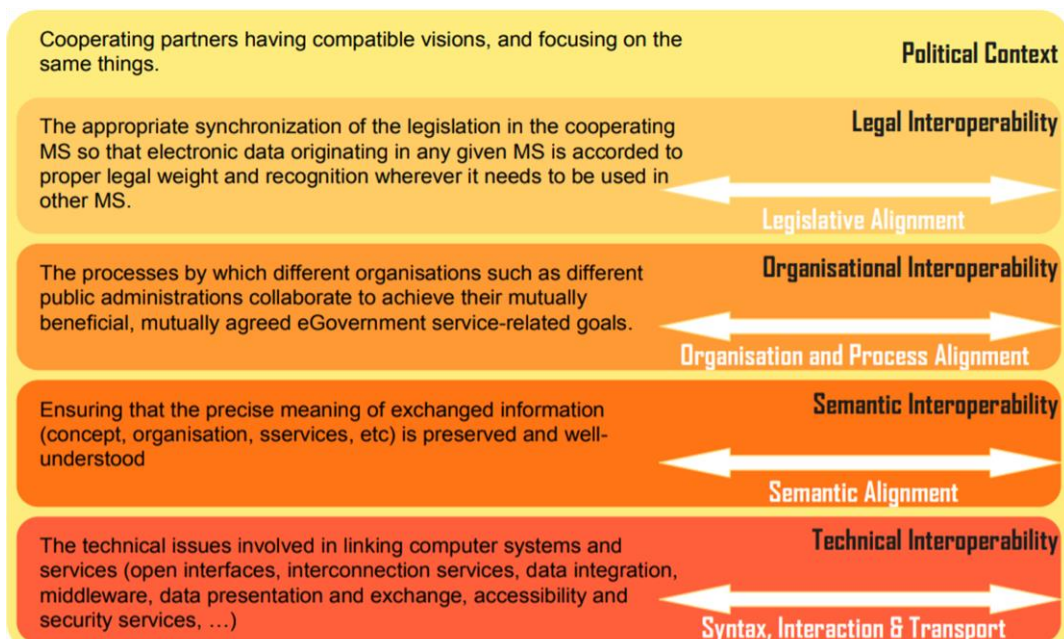 Cooperating partners having compatible visions, and focusing on the
same things.
Political Context
The appropriate synchronization of the legislation in the cooperating
MS so that electronic data originating in any given MS is accorded to
proper legal weight and recognition wherever it needs to be used in
other MS.
Legal Interoperability
Legislative Alignment
The processes by which different organisations such as different
public administrations collaborate to achieve their mutually
beneficial, mutually agreed eGovernment service-related goals.
Organisational Interoperability
Organisation and Process Alignment
Ensuring that the precise meaning of exchanged information
(concept, organisation, sservices, etc) is preserved and well-
understood
Semantic Interoperability
Semantic Alignment
The technical issues involved in linking computer systems and
services (open interfaces, interconnection services, data integration,
middleware, data presentation and exchange, accessibility and
security services, …)
Technical Interoperability
Syntax, Interaction & Transport